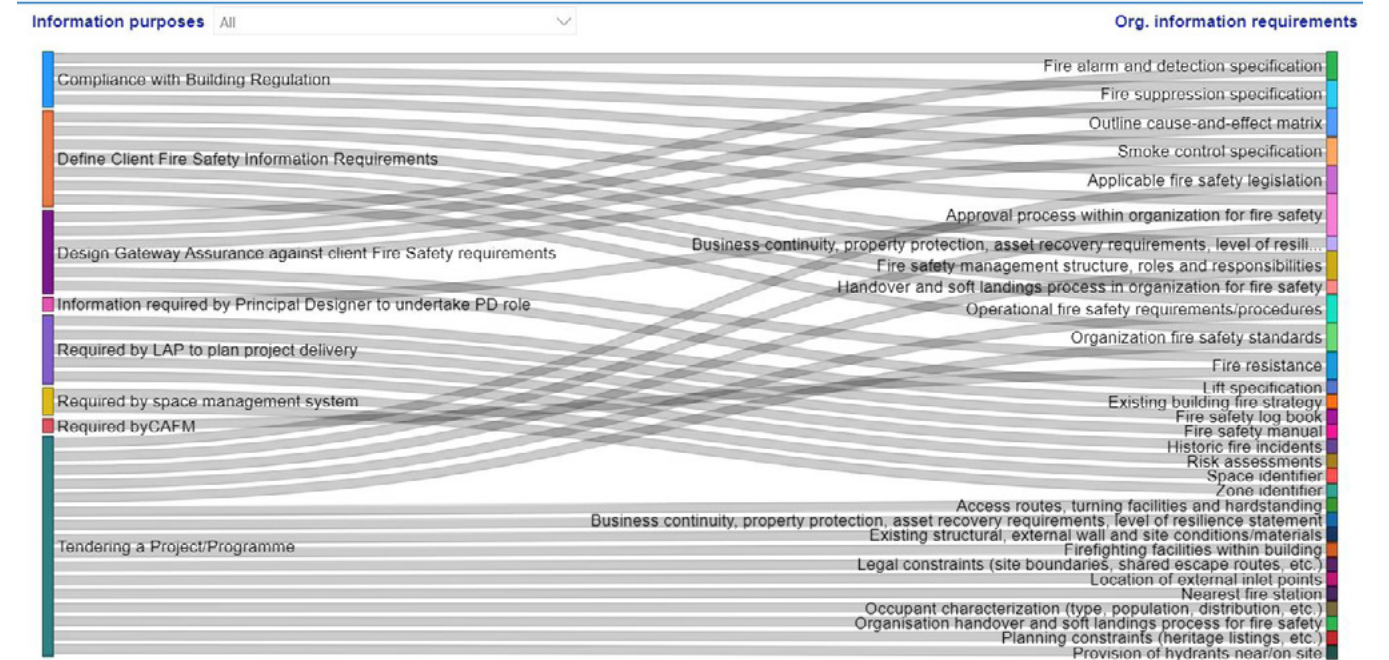 Information purposes
All
Org. information requirements
Compliance with Building Regulation
Define Client Fire Safety Information Requirements
Design Gateway Assurance against client Fire Safety requirements
Information required by Principal Designer to undertake PD role
Required by LAP to plan project delivery
Required by space management system
Required byCAFM
Tendering a Project/Programme
Fire alarm and detection specification
Fire suppression specification
Outline cause-and-effect matrix
Smoke control specification
Applicable fire safety legislation
Approval process within organization for fire safety
Business continuity, property protection, asset recovery requirements, level of resili...
Fire safety management structure, roles and responsibilities
Handover and soft landings process in organization for fire safety
Operational fire safety requirements/procedures
Organization fire safety standards
Fire resistance
Lift specification
Existing building fire strategy
Fire safety log book
Fire safety manual
Historic fire incidents
Risk assessments
Space identifier
Zone identifier
Access routes, turning facilities and hardstanding
Business continuity, property protection, asset recovery requirements, level of resilience statement
Existing structural, external wall and site conditions/materials
Firefighting facilities within building
Legal constraints (site boundaries, shared escape routes, etc.)
Location of external inlet points
Nearest fire station
Occupant characterization (type, population, distribution, etc.)
Organisation handover and soft landings process for fire safety
Planning constraints (heritage listings, etc.)
Provision of hydrants near/on site